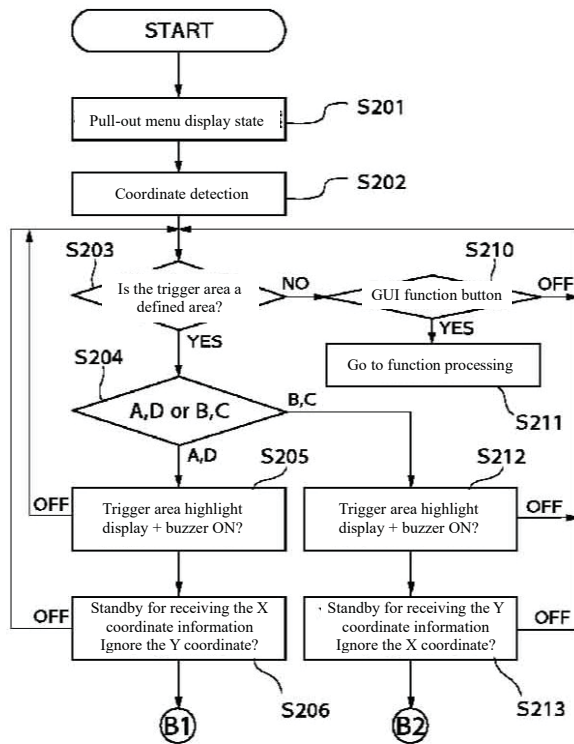 START
Pull-out menu display state
S201
Coordinate detection
S202
S203
Is the trigger area a
defined area?
NO
S210
GUI function button
OFF
YES
YES
Go to function processing
S211
S204
A,D or B,C
B,C
A,D
S205
Trigger area highlight
display + buzzer ON?
OFF
S212
Trigger area highlight
display + buzzer ON?
OFF
OFF
Standby for receiving the X
coordinate information
Ignore the Y coordinate?
S206
Standby for receiving the Y
coordinate information
Ignore the X coordinate?
OFF
S213
B1
B2